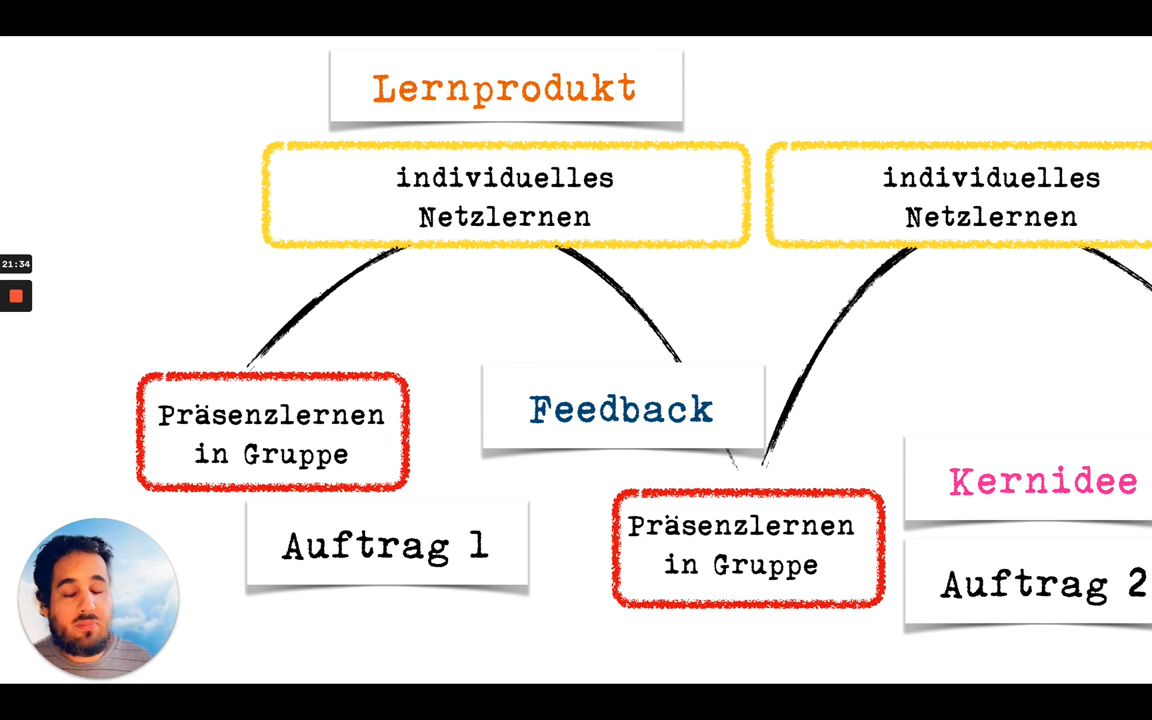 Lernprodukt
individuelles
Netzlernen
individuelles
Netzlernen
21:34
Präsenzlernen
in Gruppe
Feedback
Kernidee
Auftrag 1
Präsenzlernen
in Gruppe
Auftrag 2